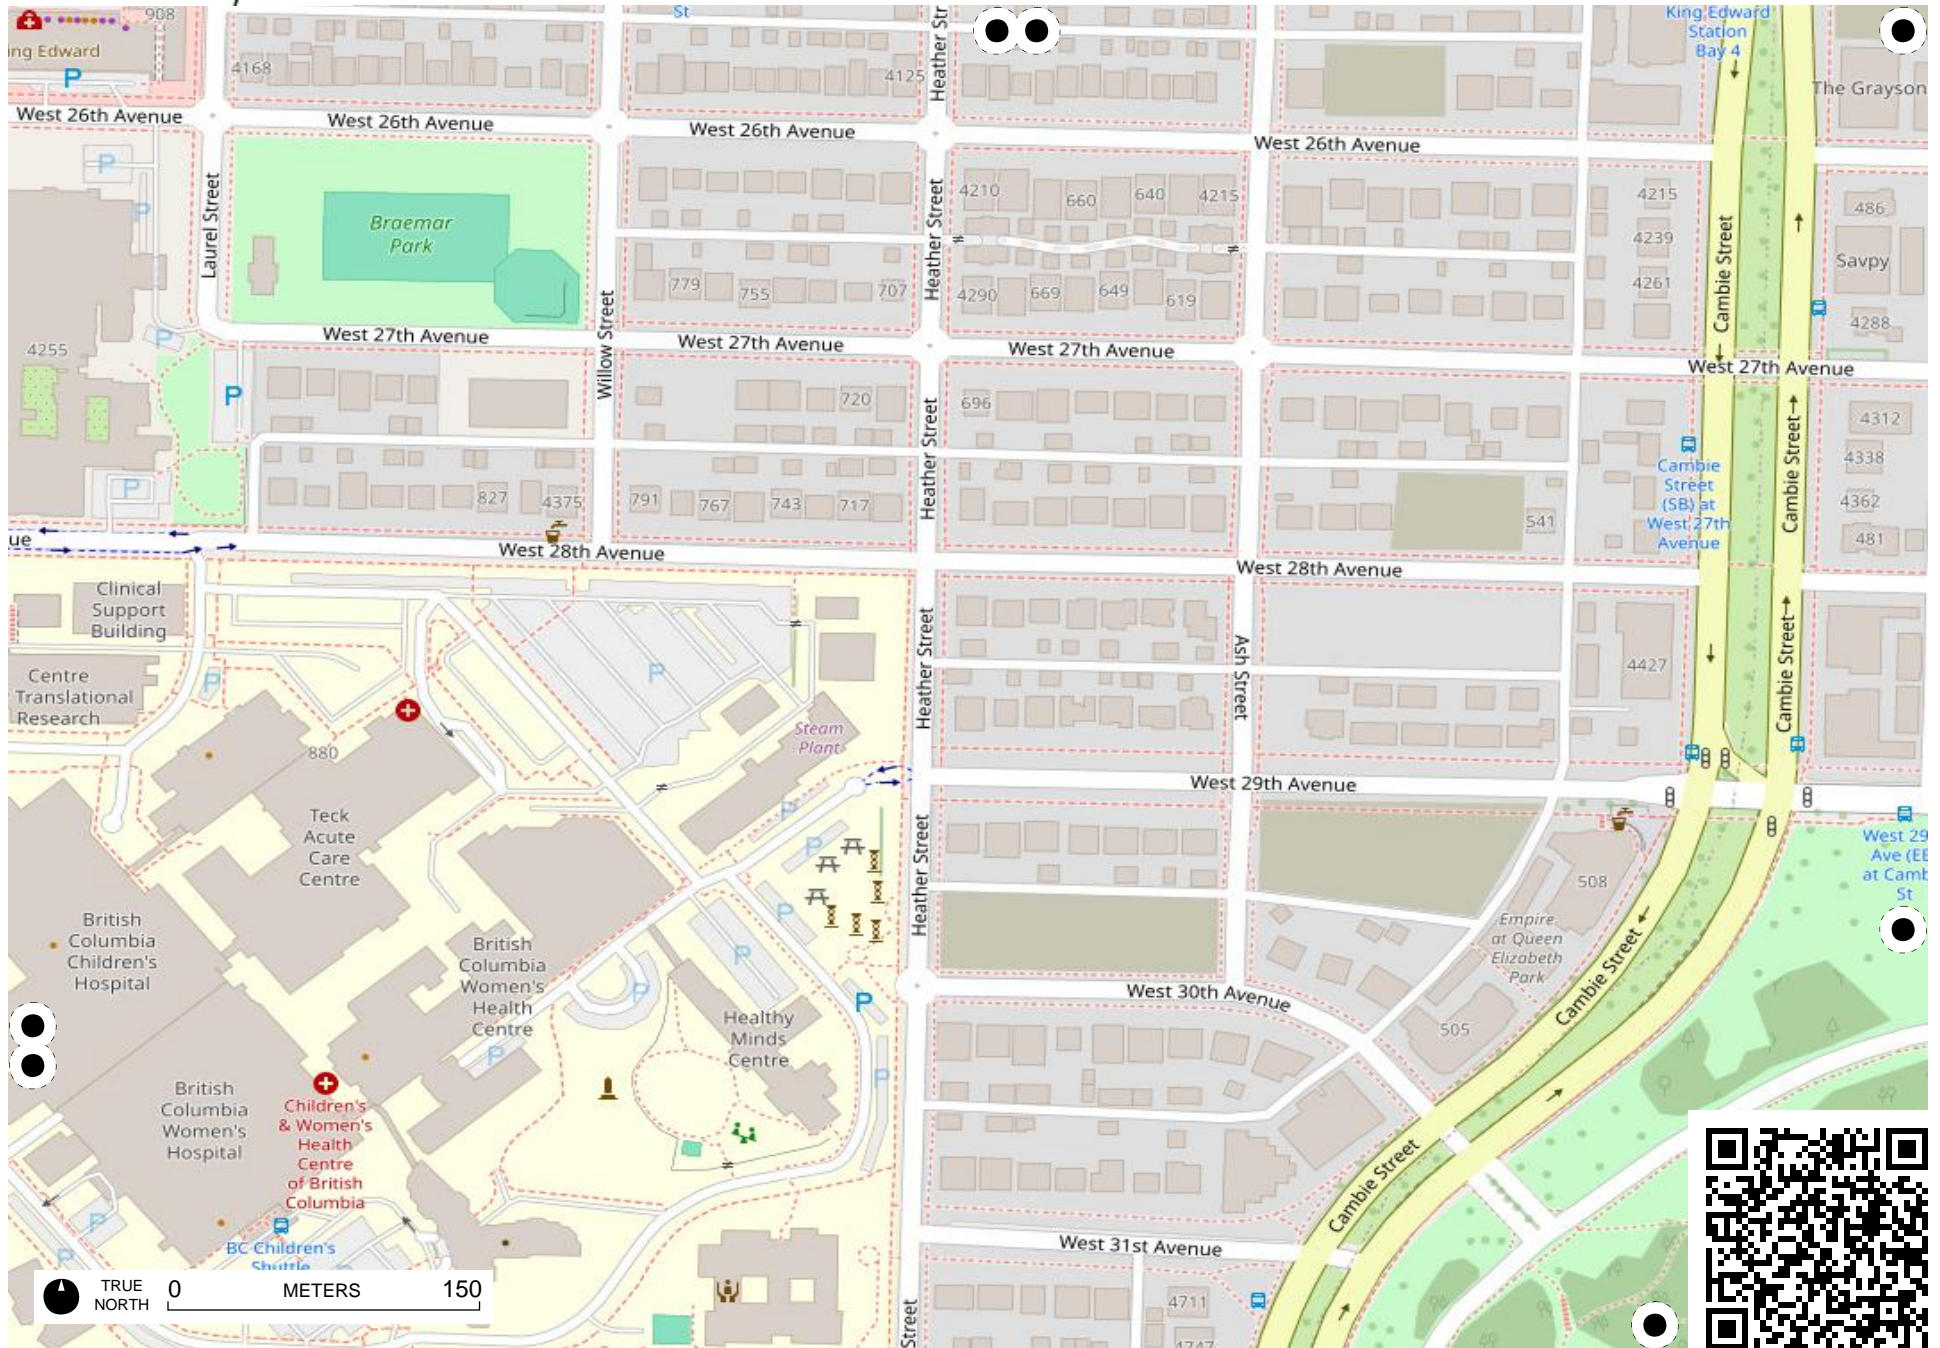 908
St
Heather Str
King Edward
Station
Bay 4
ing Edward
P
4168
4125
The Grayson
West 26th Avenue
West 26th Avenue
West 26th Avenue
West 26th Avenue
P
P
Laurel Street
Braemar
Park
Heather Street
4210
660
640
4215
4215
486
4239
Cambie Street
Savpy
779
755
707
4290
669
649
619
4261
4288
4255
P
West 27th Avenue
Willow Street
West 27th Avenue
West 27th Avenue
West 27th Avenue
P
720
696
Heather Street
4312
Cambie Street
4338
Cambie
Street
(SB) at
West 27th
Avenue
P
827
4375
791
767
743
717
541
4362
481
ue
West 28th Avenue
West 28th Avenue
Clinical
Support
Building
Heather Street
Ash Street
4427
Cambie Street
Centre
Translational
Research
P
P
880
Steam
Plant
West 29th Avenue
Teck
Acute
Care
Centre
P
P
Heather Street
West 29
Ave (EE
at Camb
St
508
British
Columbia
Children's
Hospital
British
Columbia
Women's
Health
Centre
P
P
P
P
Empire
at Queen
Elizabeth
Park
Cambie Street
West 30th Avenue
Healthy
Minds
Centre
505
P
P
British
Columbia
Women's
Hospital
Children's
& Women's
Health
Centre
of British
Columbia
Cambie Street
P
BC Children's
Shuttle
P
West 31st Avenue
TRUE
NORTH
0 METERS 150
Street
4711
4747